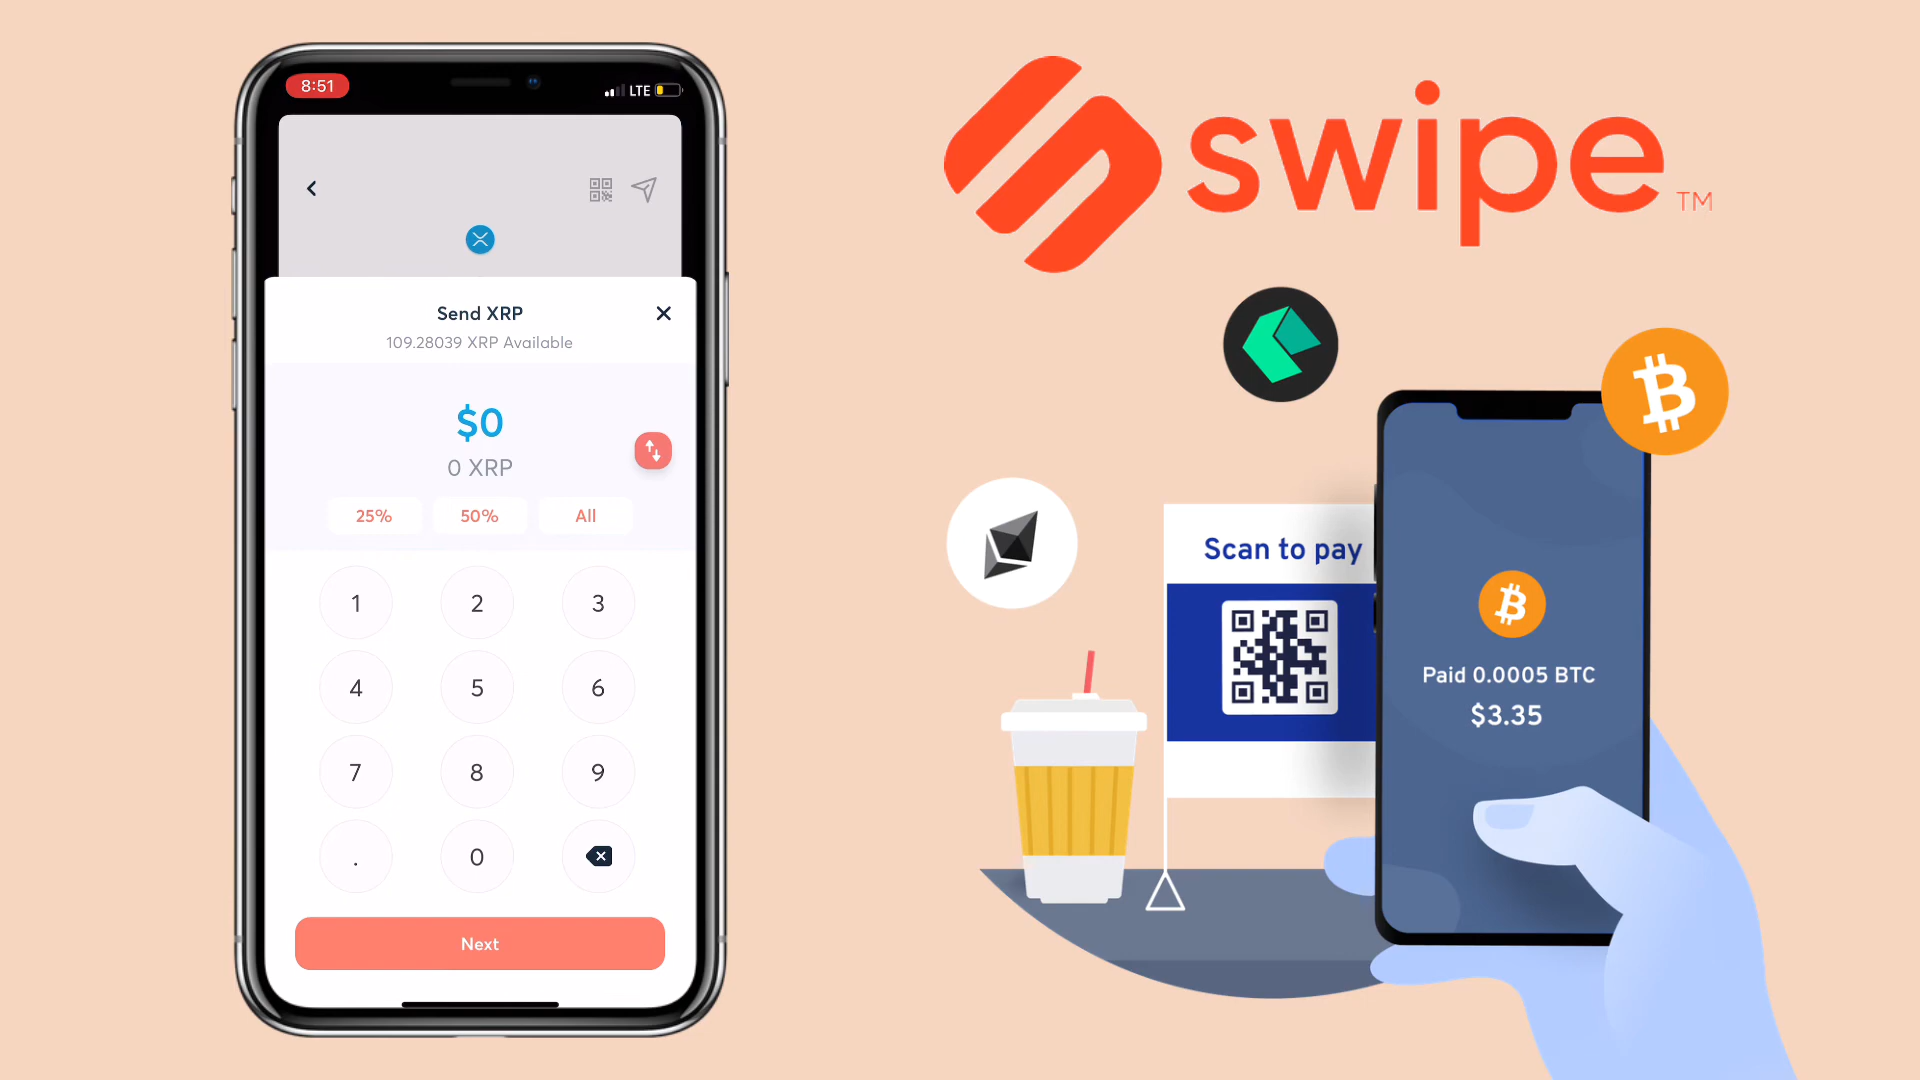 8:51
LTE
Send XRP
109.28039 XRP Available
$0
0 XRP
25% 50% All
1 2 3
4 5 6
7 8 9
. 0
Next
swipe TM
Scan to pay
Paid 0.0005 BTC
$3.35